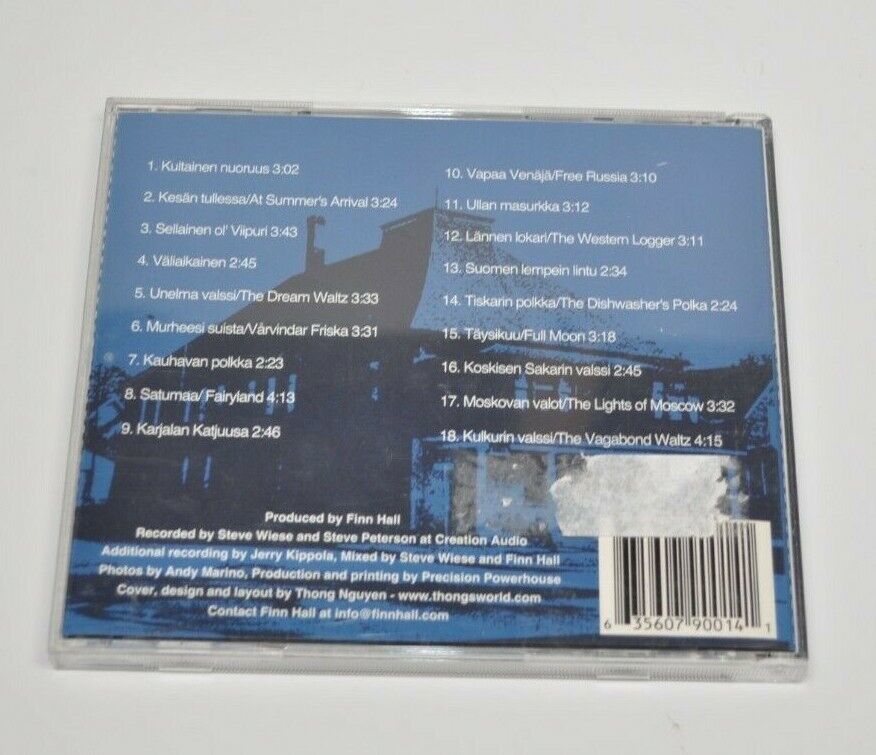 1. Kultainen nuoruus 3:02
2. Kesän tullessa/At Summer's Arrival 3:24
3. Sellainen ol' Viipuri 3:43
4. Väliaikainen 2:45
5. Unelma valssi/The Dream Waltz 3:33
6. Murheesi suista/Vårvindar Friska 3:31
7. Kauhavan polkka 2:23
8. Satumaa/ Fairyland 4:13
9. Karjalan Katjuusa 2:46
10. Vapaa Venäjä/Free Russia 3:10
11. Ullan masurkka 3:12
12. Lännen lokari/The Western Logger 3:11
13. Suomen lempein lintu 2:34
14. Tiskarin polkka/The Dishwasher's Polka 2:24
15. Täysikuu/Full Moon 3:18
16. Koskisen Sakarin valssi 2:45
17. Moskovan valot/The Lights of Moscow 3:32
18. Kulkurin valssi/The Vagabond Waltz 4:15
Produced by Finn Hall
Recorded by Steve Wiese and Steve Peterson at Creation Audio
Additional recording by Jerry Kippola, Mixed by Steve Wiese and Finn Hall
Photos by Andy Marino, Production and printing by Precision Powerhouse
Cover, design and layout by Thong Nguyen - www.thongsworld.com
Contact Finn Hall at info@finnhall.com
6 35607 90014 1